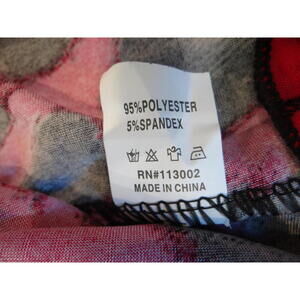 95%POLYESTER
5%SPANDEX
RN#113002
MADE IN CHINA